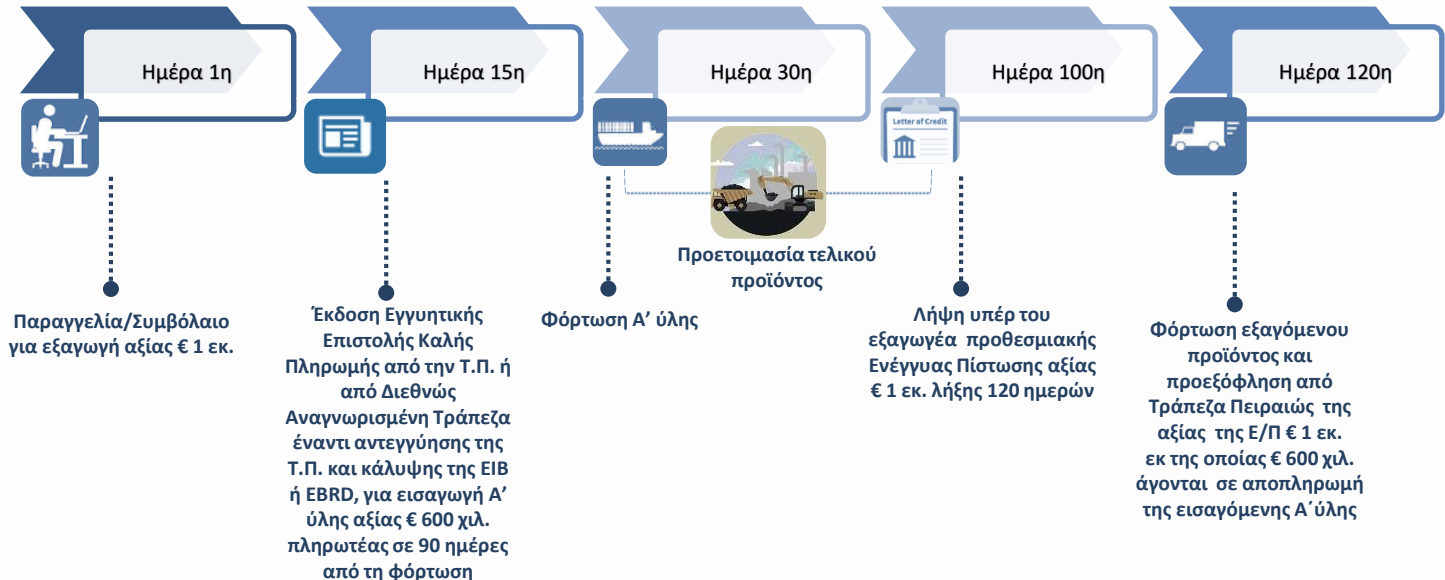 Ημέρα 1η
Ημέρα 15η
Ημέρα 30η
Ημέρα 100η
Ημέρα 120η
Letter of Credit
Προετοιμασία τελικού
προϊόντος
Παραγγελία/Συμβόλαιο
για εξαγωγή αξίας € 1 εκ.
Έκδοση Εγγυητικής
Επιστολής Καλής
Πληρωμής από την Τ.Π. ή
από Διεθνώς
Αναγνωρισμένη Τράπεζα
έναντι αντεγγύησης της
Τ.Π. και κάλυψης της EIB
ή EBRD, για εισαγωγή Α’
ύλης αξίας € 600 χιλ.
πληρωτέας σε 90 ημέρες
από τη φόρτωση
Φόρτωση Α’ ύλης
Λήψη υπέρ του
εξαγωγέα προθεσμιακής
Ενέγγυας Πίστωσης αξίας
€ 1 εκ. λήξης 120 ημερών
Φόρτωση εξαγόμενου
προϊόντος και
προεξόφληση από
Τράπεζα Πειραιώς της
αξίας της Ε/Π € 1 εκ.
εκ της οποίας € 600 χιλ.
άγονται σε αποπληρωμή
της εισαγόμενης Α΄ύλης